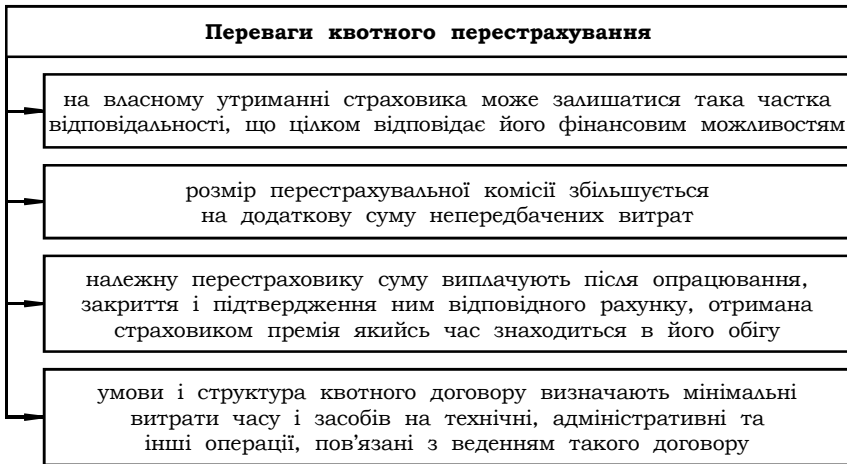 Переваги квотного перестрахування
на власному утриманні страховика може залишатися така частка
відповідальності, що цілком відповідає його фінансовим можливостям
розмір перестрахувальної комісії збільшується
на додаткову суму непередбачених витрат
належну перестраховику суму виплачують після опрацювання,
закриття і підтвердження ним відповідного рахунку, отримана
страховиком премія якийсь час знаходиться в його обігу
умови і структура квотного договору визначають мінімальні
витрати часу і засобів на технічні, адміністративні та
інші операції, пов’язані з веденням такого договору